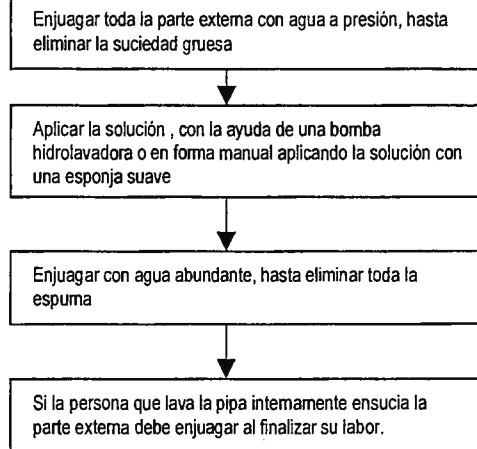 Enjuagar toda la parte externa con agua a presión, hasta
eliminar la suciedad gruesa
Aplicar la solución , con la ayuda de una bomba
hidrolavadora o en forma manual aplicando la solución con
una esponja suave
Enjuagar con agua abundante, hasta eliminar toda la
espuma
Si la persona que lava la pipa internamente ensucia la
parte externa debe enjuagar al finalizar su labor.